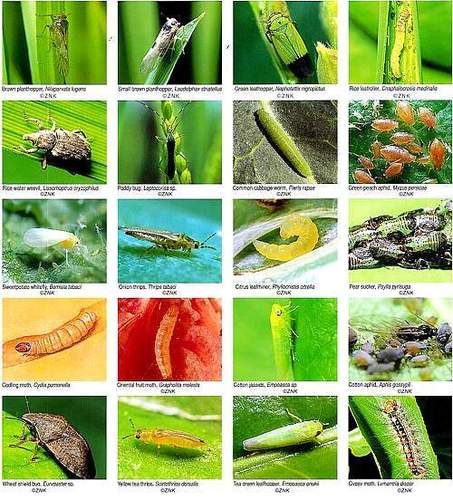 Brown planthopper, Nilaparvata lugens
©ZNK
Small brown planthopper, Laodelphax striatellus
©ZNK
Green leafhopper, Nephotettix nigropictus
©ZNK
Rice leafroller, Cnaphalocrosis medinalis
©ZNK
Rice water weevil, Lissorhoptrus oryzophilus
©ZNK
Paddy bug, Leptocorisa sp.
©ZNK
Common cabbage worm, Pieris rapae
©ZNK
Green peach aphid, Myzus persicae
©ZNK
Sweetpotato whitefly, Bemisia tabaci
©ZNK
Onion thrips, Thrips tabaci
©ZNK
Citrus leafminer, Phyllocnistis citrella
©ZNK
Pear sucker, Psylla pyrisuga
©ZNK
Codling moth, Cydia pomonella
Oriental fruit moth, Grapholita molesta
©ZNK
Cotton jassids, Empoasca sp.
©ZNK
Cotton aphid, Aphis gossypii
©ZNK
Wheat shield bug, Eurygaster sp.
©ZNK
Yellow tea thrips, Scirtothrips dorsalis
©ZNK
Tea green leafhopper, Empoasca onukii
©ZNK
Gypsy moth, Lymantria dispar
©ZNK